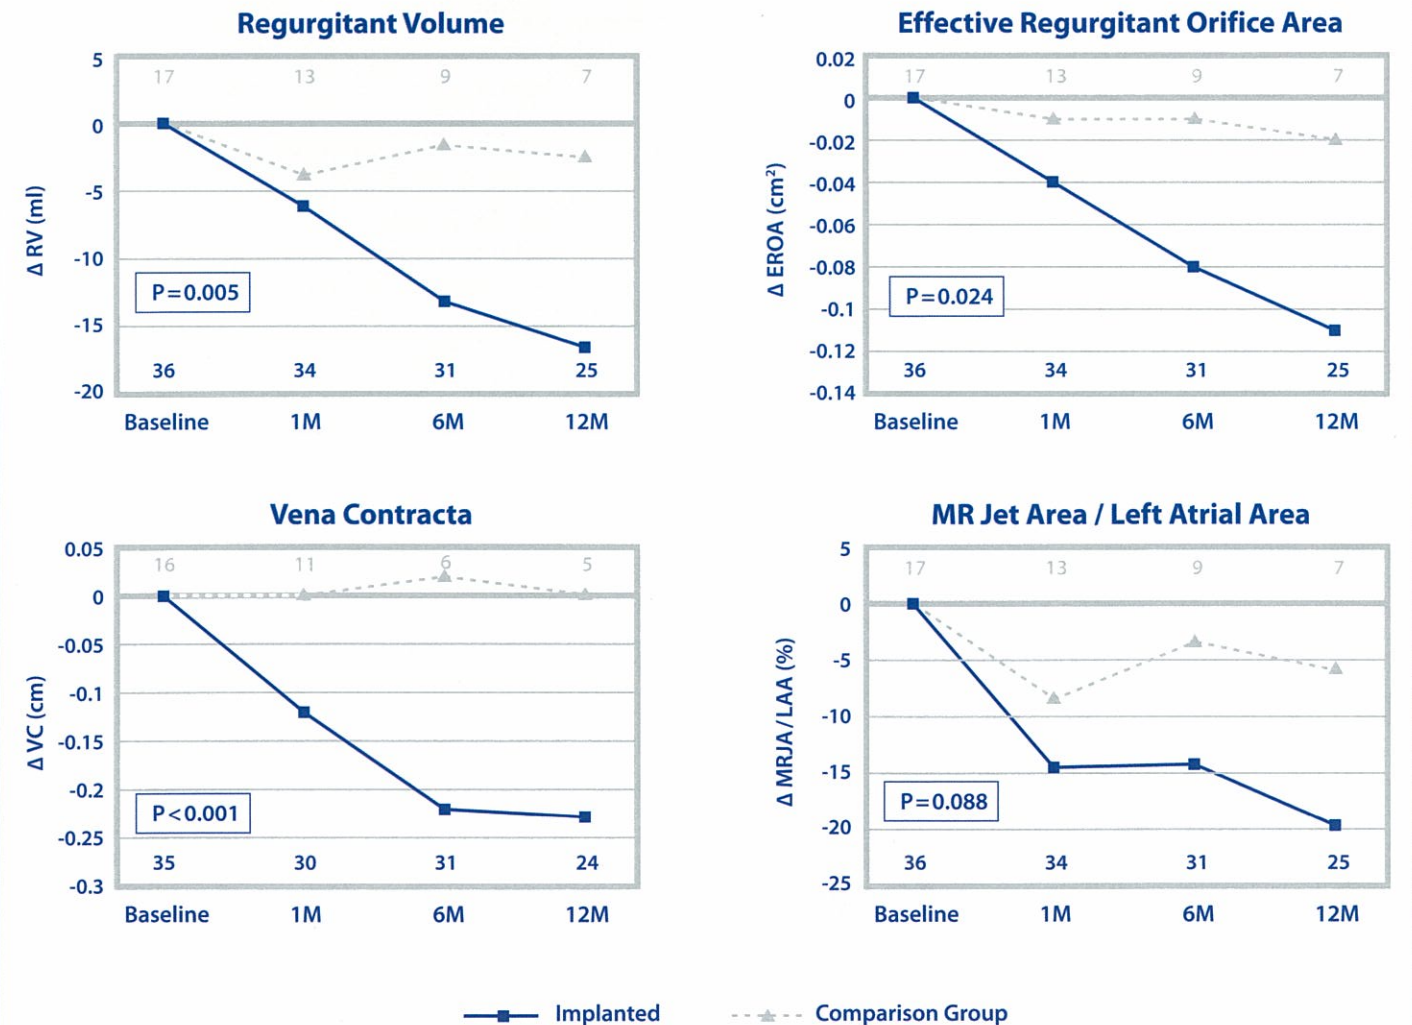 Regurgitant Volume
5
0
-5
-10
-15
-20
Δ RV (ml)
17 13 9 7
P=0.005
36 34 31 25
Baseline 1M 6M 12M
Effective Regurgitant Orifice Area
0.02
0
-0.02
-0.04
-0.06
-0.08
-0.1
-0.12
-0.14
Δ EROA (cm²)
17 13 9 7
P=0.024
36 34 31 25
Baseline 1M 6M 12M
Vena Contracta
0.05
0
-0.05
-0.1
-0.15
-0.2
-0.25
-0.3
Δ VC (cm)
16 11 6 5
P<0.001
35 30 31 24
Baseline 1M 6M 12M
MR Jet Area / Left Atrial Area
5
0
-5
-10
-15
-20
-25
Δ MRJA/LAA (%)
17 13 9 7
P=0.088
36 34 31 25
Baseline 1M 6M 12M
Implanted Comparison Group